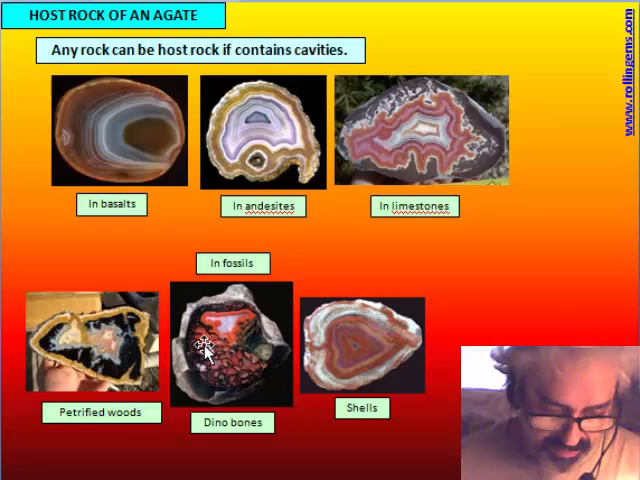 HOST ROCK OF AN AGATE
Any rock can be host rock if contains cavities.
www.rollingems.com
In basalts
In andesites
In limestones
In fossils
Petrified woods
Dino bones
Shells